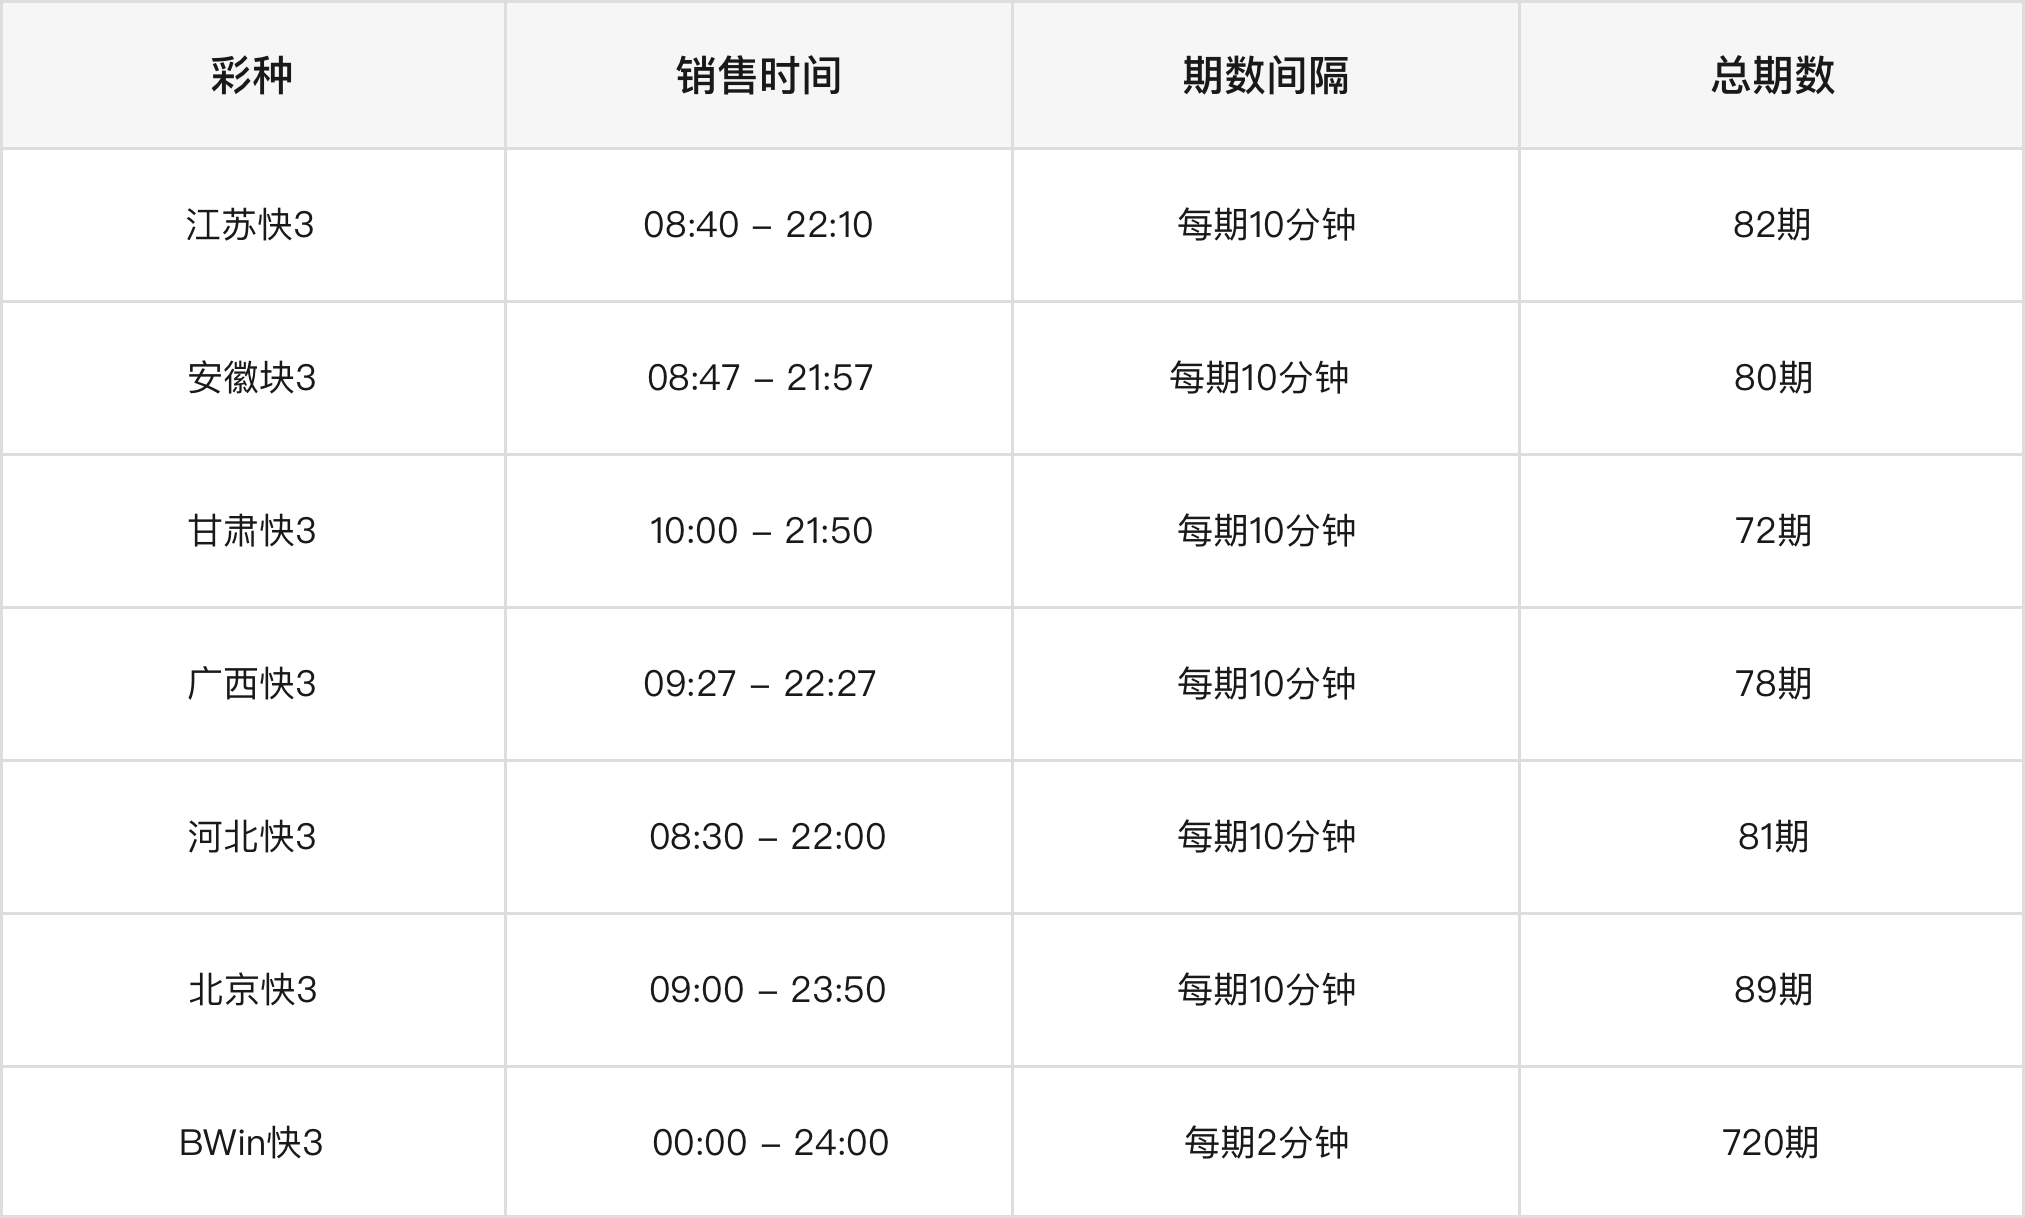 彩种 销售时间 期数间隔 总期数
江苏快3 08:40 – 22:10 每期10分钟 82期
安徽块3 08:47 – 21:57 每期10分钟 80期
甘肃快3 10:00 – 21:50 每期10分钟 72期
广西快3 09:27 – 22:27 每期10分钟 78期
河北快3 08:30 – 22:00 每期10分钟 81期
北京快3 09:00 – 23:50 每期10分钟 89期
BWin快3 00:00 – 24:00 每期2分钟 720期